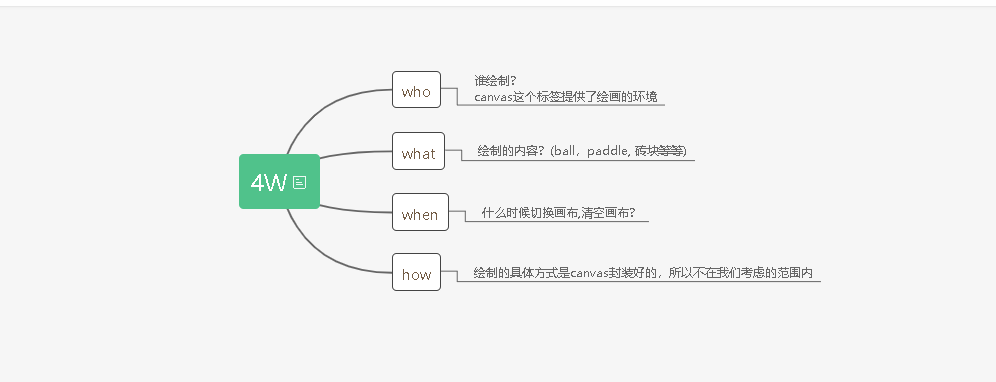 4W
who
谁绘制？
canvas这个标签提供了绘画的环境
what
绘制的内容？(ball，paddle, 砖块等等)
when
什么时候切换画布,清空画布？
how
绘制的具体方式是canvas封装好的，所以不在我们考虑的范围内